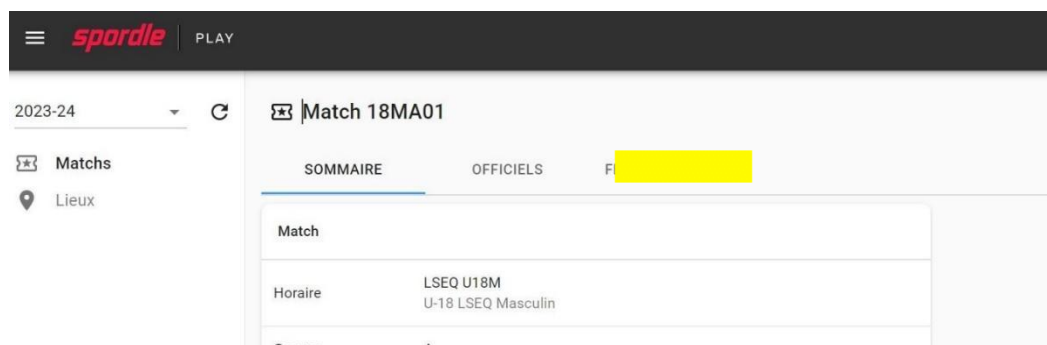 spordle PLAY
2023-24
Match 18MA01
Matchs
SOMMAIRE OFFICIELS
Lieux
Match
Horaire LSEQ U18M
U-18 LSEQ Masculin